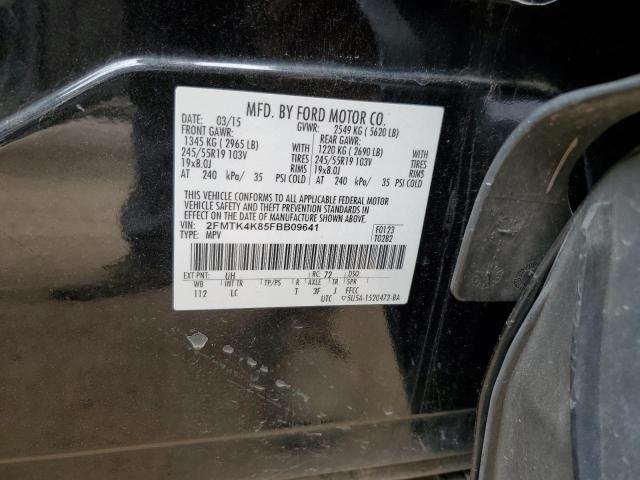 MFD. BY FORD MOTOR CO.
DATE: 03/15 GVWR: 2549 KG ( 5620 LB)
FRONT GAWR: REAR GAWR:
1345 KG ( 2965 LB) 1220 KG ( 2690 LB)
245/55R19 103V TIRES 245/55R19 103V TIRES
19x8.0J RIMS 19x8.0J RIMS
AT 240 kPa/ 35 PSI COLD AT 240 kPa/ 35 PSI COLD
THIS VEHICLE CONFORMS TO ALL APPLICABLE FEDERAL MOTOR
VEHICLE SAFETY AND THEFT PREVENTION STANDARDS IN
EFFECT ON THE DATE OF MANUFACTURE SHOWN ABOVE.
VIN: 2FMTK4K85FBB09641 F0123
TYPE: MPV T0282
EXT PNT: UH RC: 72 DSO:
WB INT TR TP/PS R AXLE TR SPR
112 LC T 3F J FFCC
UTC 5U5A-1520472-BA